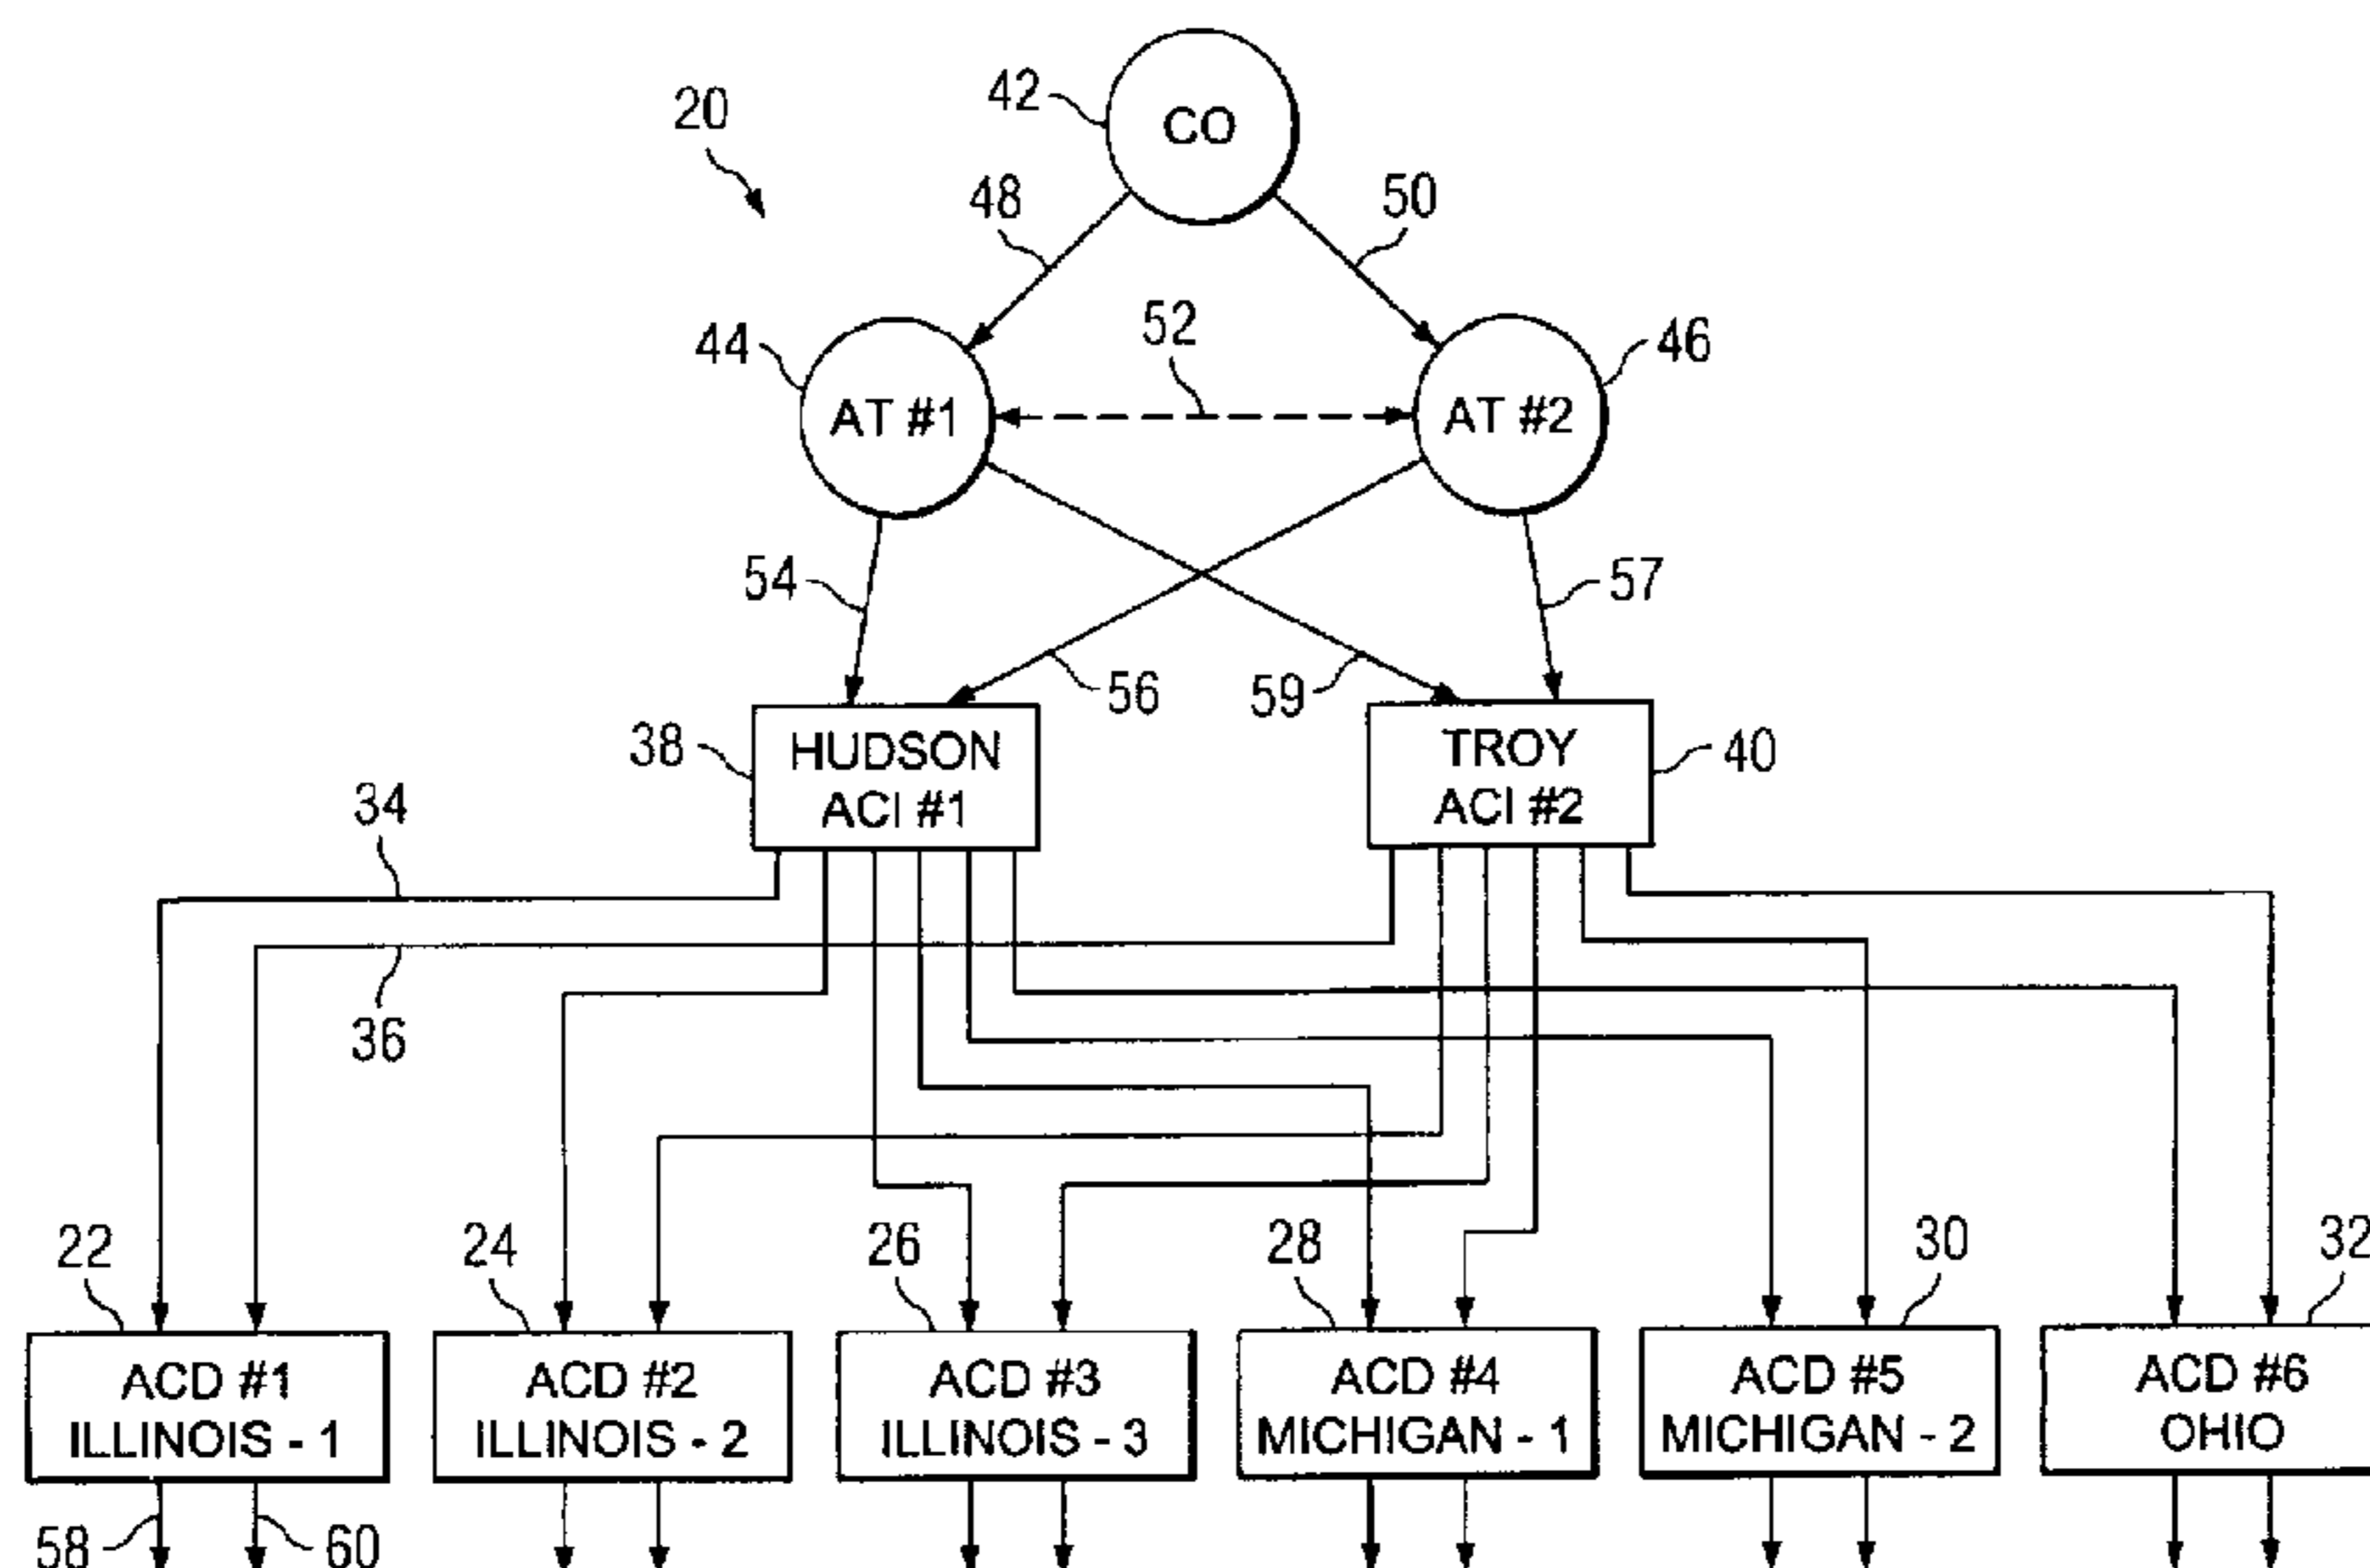 42
CO
20
48
50
44
AT #1
52
AT #2
46
54
56
59
57
38
HUDSON
ACI #1
TROY
ACI #2
40
34
36
22
24
26
28
30
32
ACD #1
ILLINOIS - 1
ACD #2
ILLINOIS - 2
ACD #3
ILLINOIS - 3
ACD #4
MICHIGAN - 1
ACD #5
MICHIGAN - 2
ACD #6
OHIO
58
60